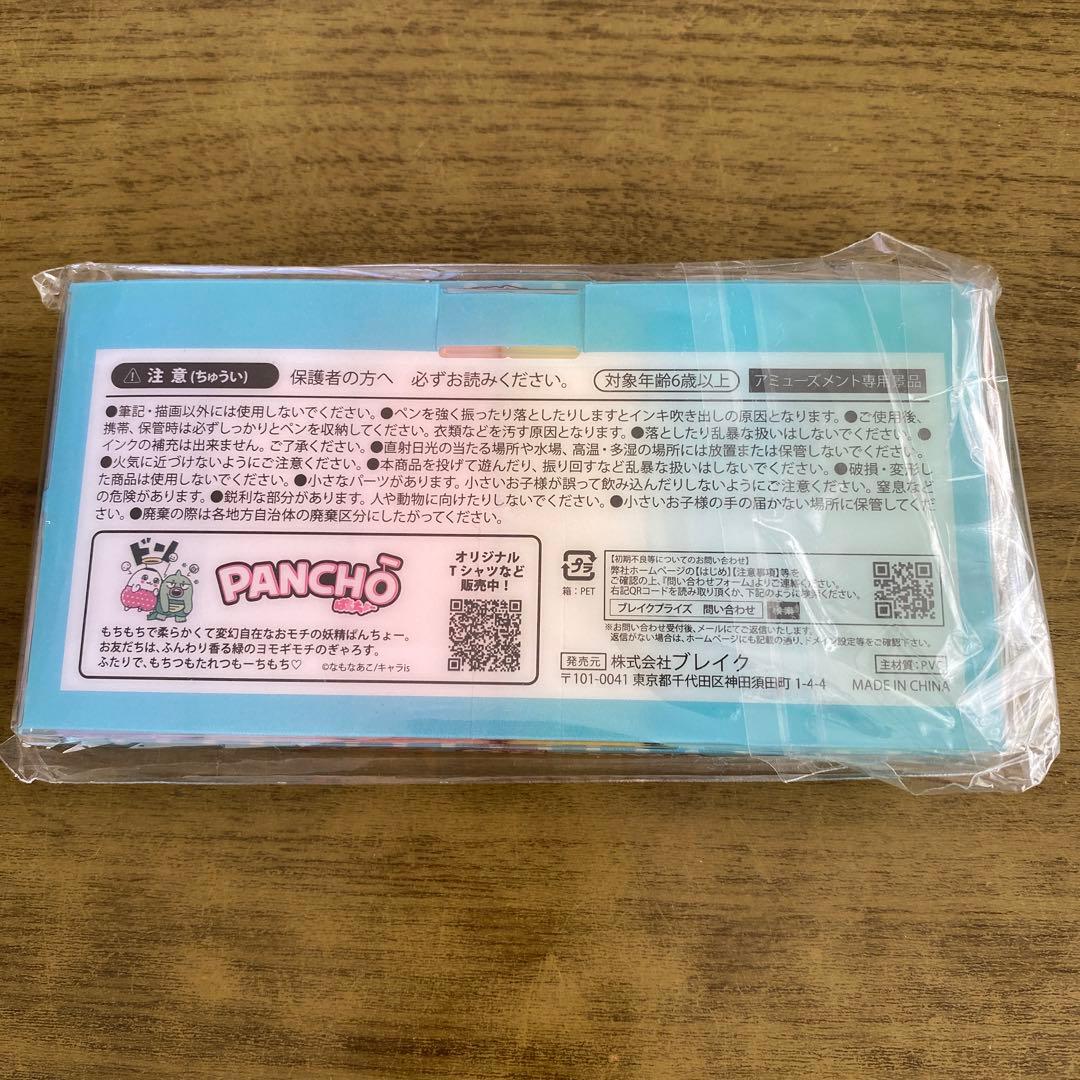 ⚠ 注意(ちゅうい) 保護者の方へ 必ずお読みください。 対象年齢6歳以上 アミューズメント専用景品
●筆記・描画以外には使用しないでください。●ペンを強く振ったり落としたりしますとインキ吹き出しの原因となります。●ご使用後、
携帯、保管時は必ずしっかりとペンを収納してください。衣類などを汚す原因となります。●落としたり乱暴な扱いはしないでください。●
インクの補充は出来ません。ご了承ください。●直射日光の当たる場所や水場、高温・多湿の場所には放置または保管しないでください。
●火気に近づけないようにご注意ください。●本商品を投げて遊んだり、振り回すなど乱暴な扱いはしないでください。●破損・変形し
た商品は使用しないでください。●小さなパーツがあります。小さいお子様が誤って飲み込んだりしないようにご注意ください。窒息など
の危険があります。●鋭利な部分があります。人や動物に向けたりしないでください。●小さいお子様の手の届かない場所に保管してくだ
さい。●廃棄の際は各地方自治体の廃棄区分にしたがってください。
ドン
PANCHŌ
ぱんちょー
オリジナル
Tシャツなど
販売中！
もちもちで柔らかくて変幻自在なおモチの妖精ぱんちょー。
お友だちは、ふんわり香る緑のヨモギモチのぎゃろす。
ふたりで、もちつもたれつもーちもち♡ ©なもなあこ/キャラis
プラ
箱：PET
【初期不良等についてのお問い合わせ】
弊社ホームページの【はじめ】【注意事項】等を
ご確認の上、『問い合わせフォーム』よりご連絡ください。
右記QRコードを読み取り頂くか、下記のように検索ください。
ブレイクプライズ 問い合わせ 検索
※お問い合わせ受付後、メールにてご返信いたします。
返信がない場合は、ホームページにも記載の通り、ドメイン設定等をご確認下さい。
発売元 株式会社ブレイク
〒101-0041 東京都千代田区神田須田町 1-4-4
主材質：PVC
MADE IN CHINA